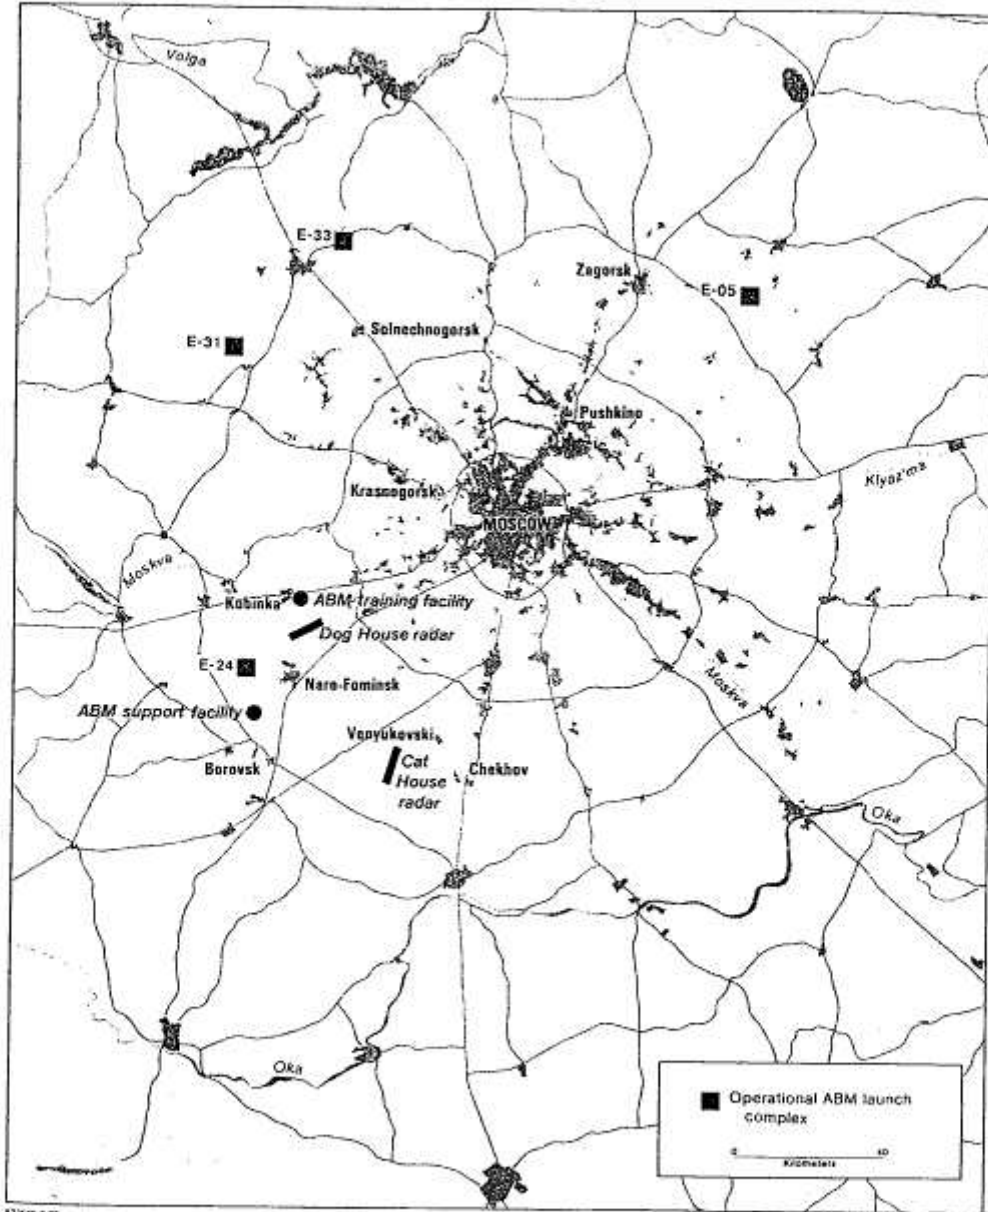 Volga
E-33
Zagorsk
E-05
Solnechnogorsk
E-31
Pushkino
Klyaz'ma
Krasnogorsk
MOSCOW
Moskva
Kubinka
ABM training facility
Dog House radar
E-24
Naro-Fominsk
Moskva
ABM support facility
Vonyukovski
Borovsk
Cat
House
radar
Chekhov
Oka
Oka
Operational ABM launch
complex
0
Kilometers